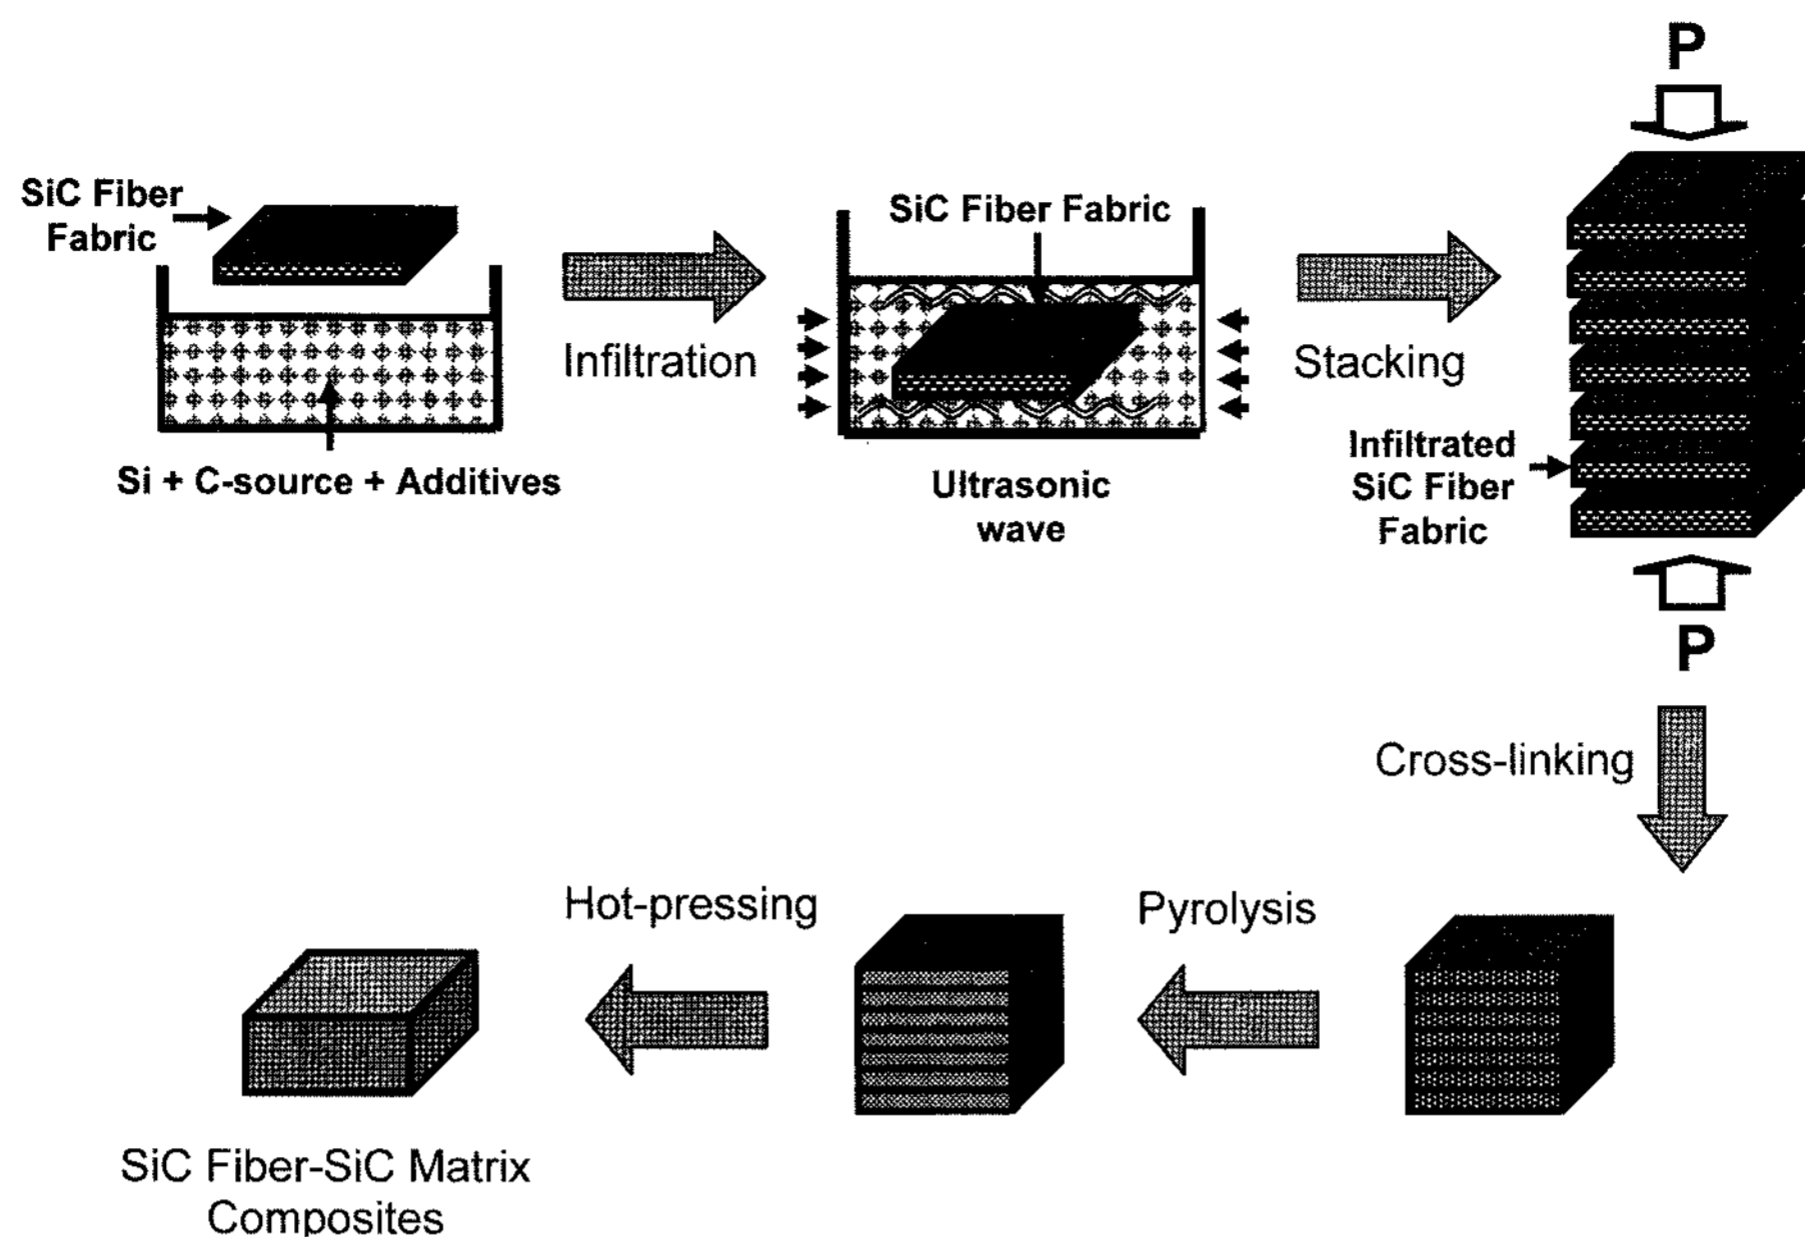 P
SiC Fiber
Fabric
SiC Fiber Fabric
Infiltration
Stacking
Si + C-source + Additives
Ultrasonic
wave
Infiltrated
SiC Fiber
Fabric
P
Cross-linking
Pyrolysis
Hot-pressing
SiC Fiber-SiC Matrix
Composites